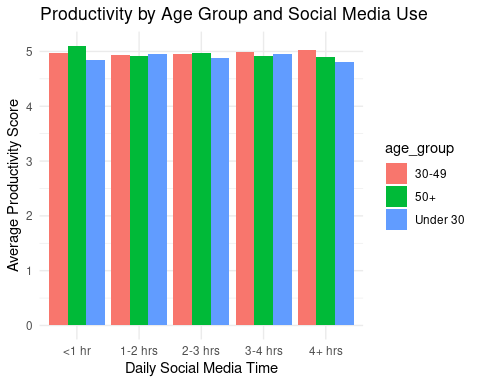 Productivity by Age Group and Social Media Use
Average Productivity Score
5
4
3
2
1
0
<1 hr
1-2 hrs
2-3 hrs
3-4 hrs
4+ hrs
Daily Social Media Time
age_group
30-49
50+
Under 30